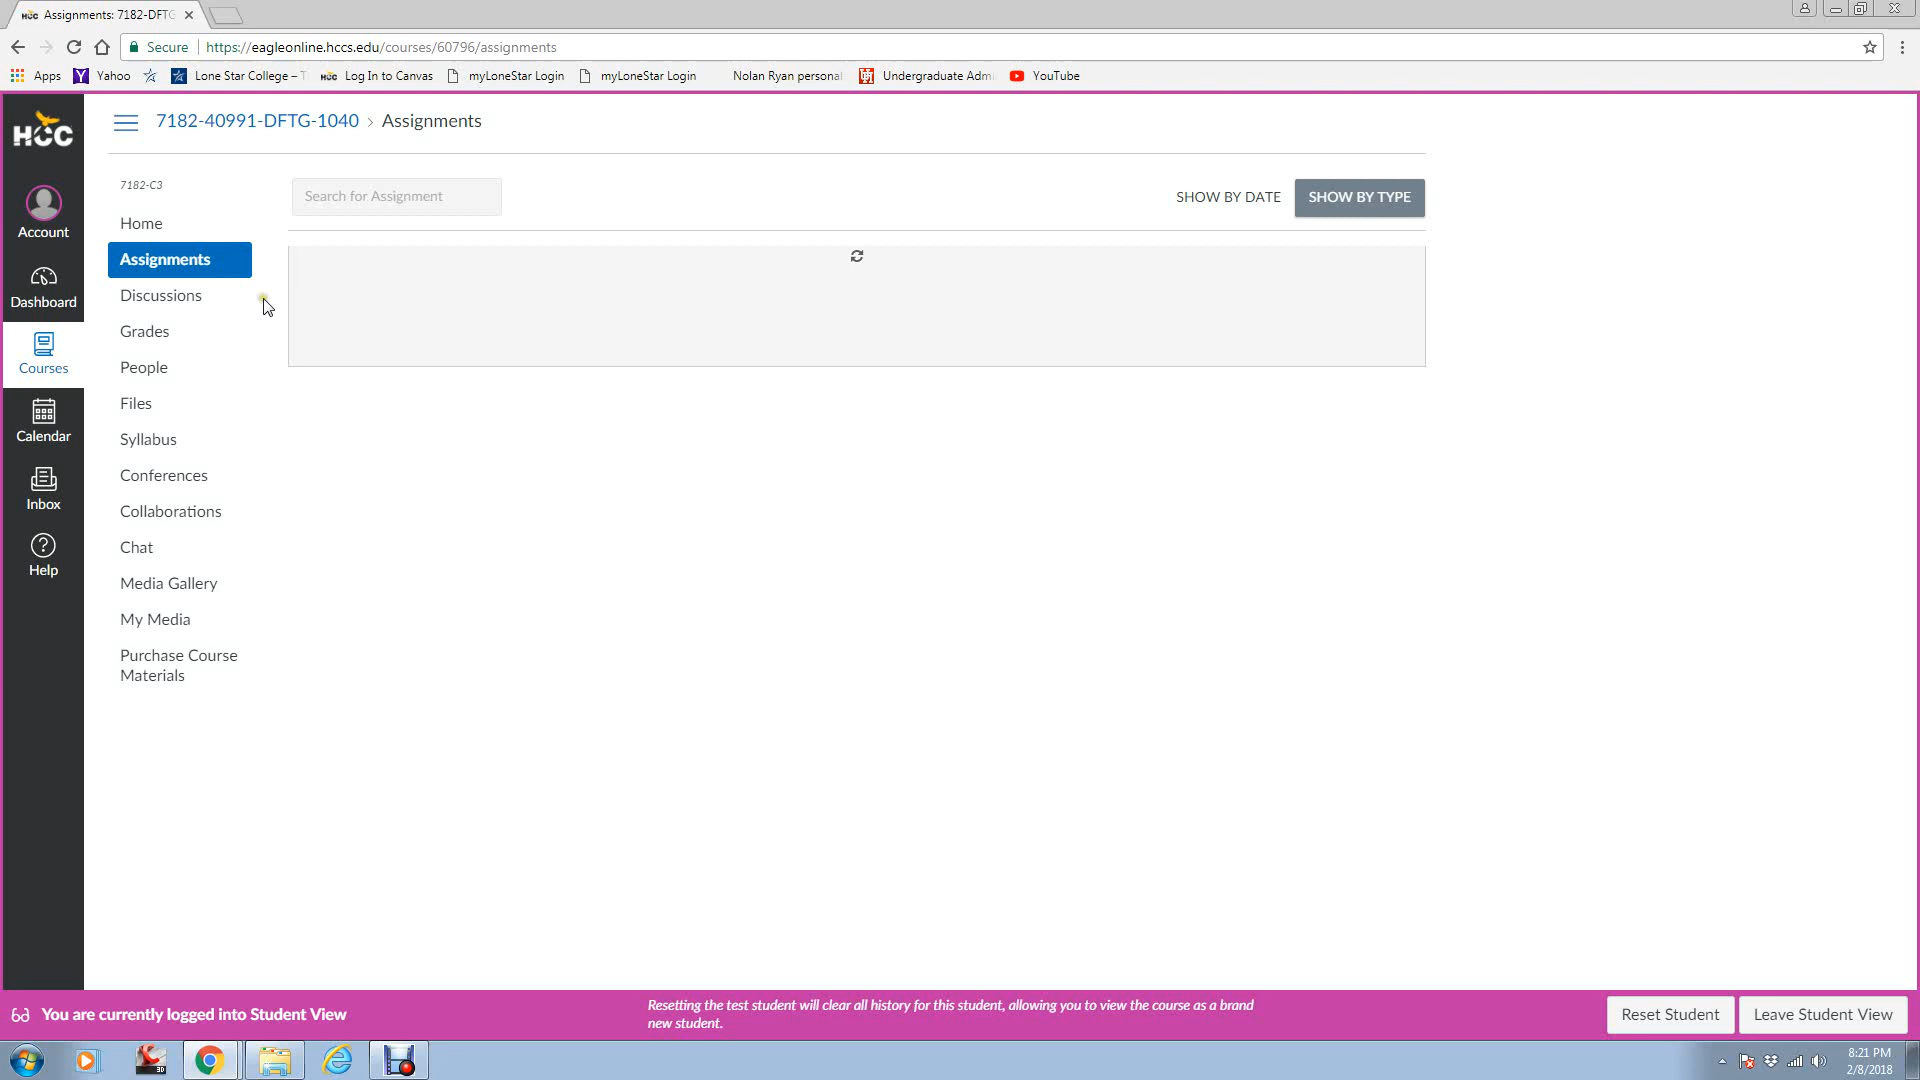 Assignments: 7182-DFTG
Secure https://eagleonline.hccs.edu/courses/60796/assignments
Apps Yahoo Lone Star College – T Log In to Canvas myLoneStar Login myLoneStar Login Nolan Ryan personal Undergraduate Adm YouTube
HCC
7182-40991-DFTG-1040 › Assignments
7182-C3
Search for Assignment
SHOW BY DATE
SHOW BY TYPE
Account
Dashboard
Courses
Calendar
Inbox
Help
Home
Assignments
Discussions
Grades
People
Files
Syllabus
Conferences
Collaborations
Chat
Media Gallery
My Media
Purchase Course
Materials
You are currently logged into Student View
Resetting the test student will clear all history for this student, allowing you to view the course as a brand
new student.
Reset Student
Leave Student View
8:21 PM
2/8/2018